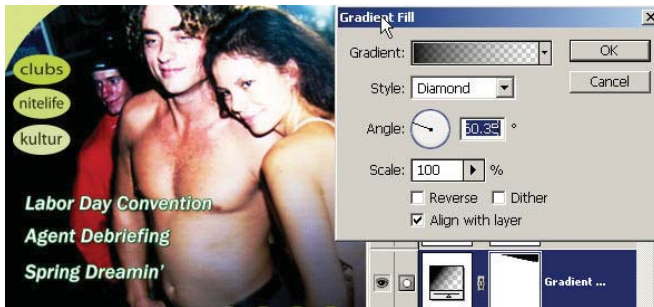 clubs
nitelife
kultur
Labor Day Convention
Agent Debriefing
Spring Dreamin'
Gradient Fill
Gradient:
OK
Style: Diamond
Cancel
Angle: °
Scale: 100 %
Reverse Dither
Align with layer
Gradient ...